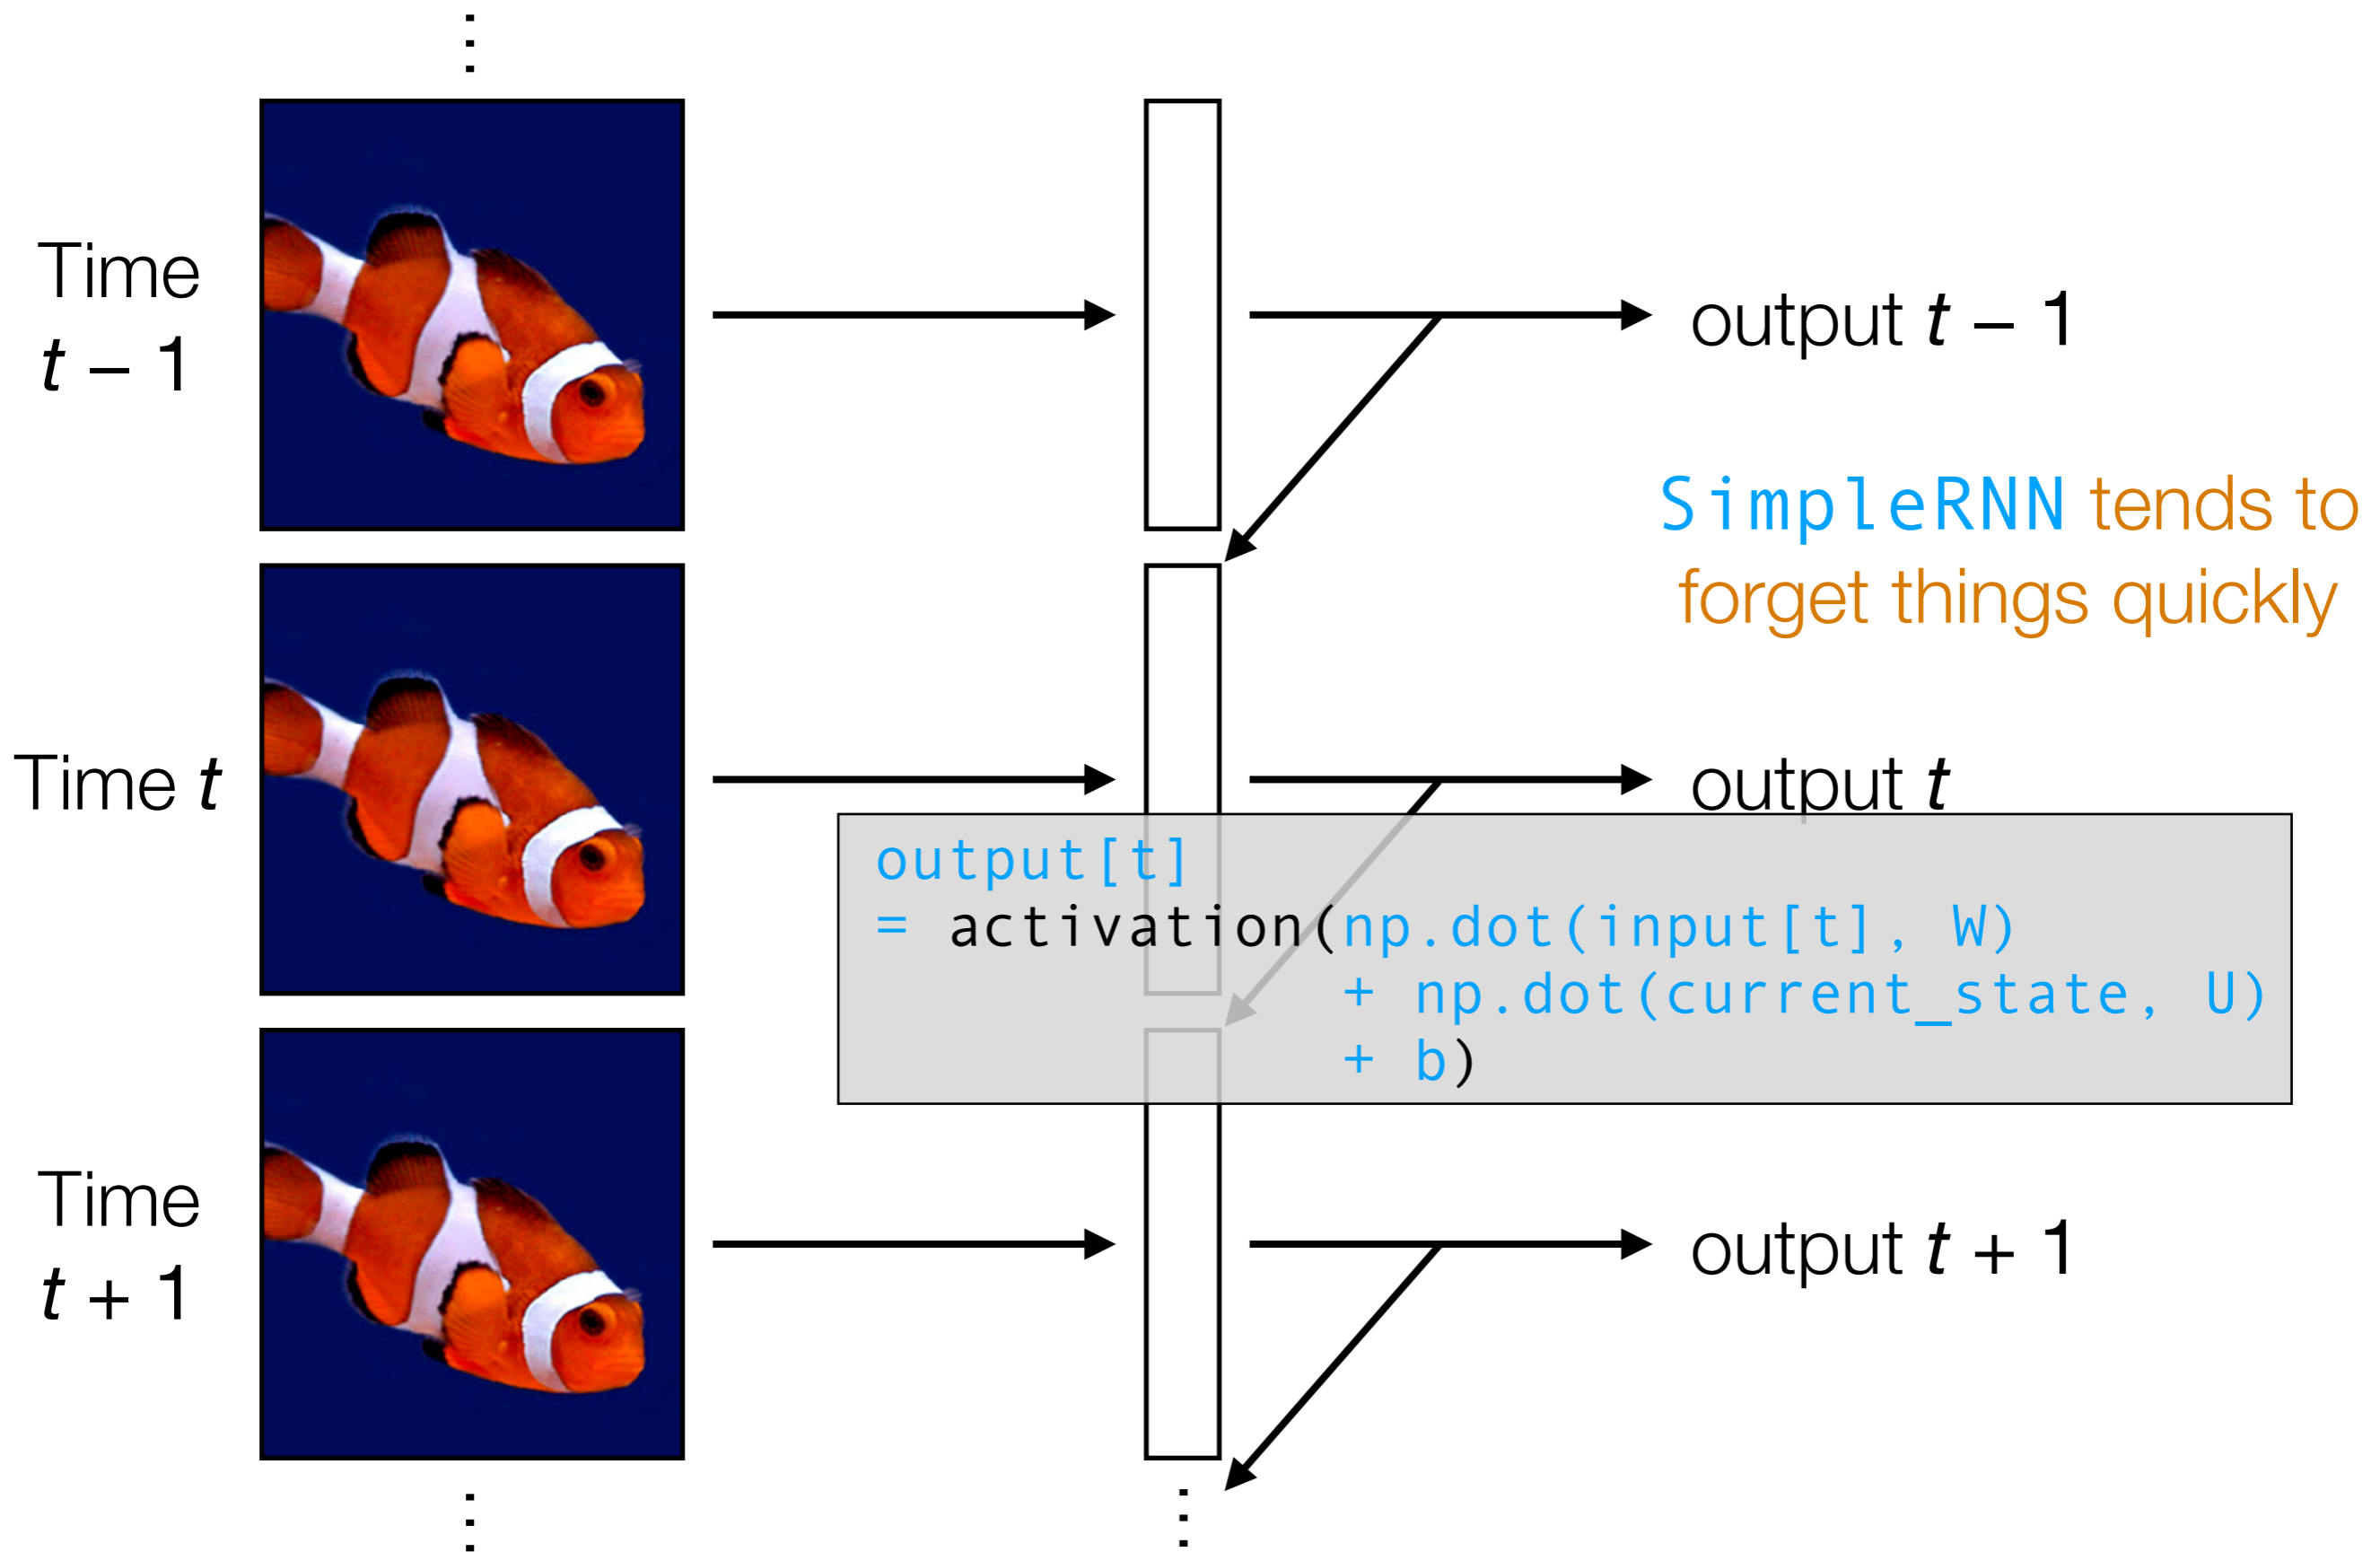 Time
t – 1
output t – 1
SimpleRNN tends to
forget things quickly
Time t
output t
output[t]
= activation(np.dot(input[t], W)
+ np.dot(current_state, U)
+ b)
Time
t + 1
output t + 1